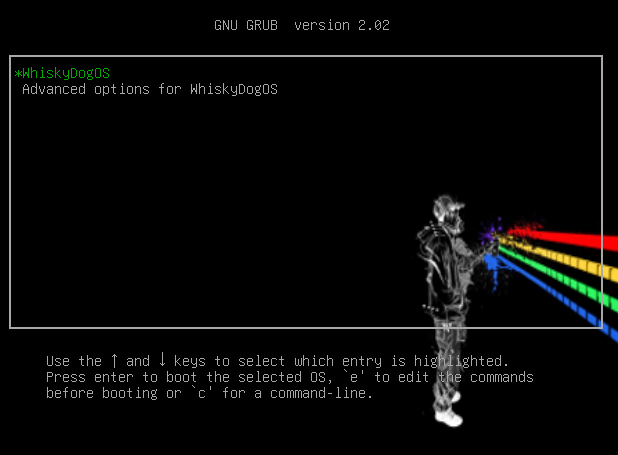 GNU GRUB  version 2.02
*WhiskyDogOS
Advanced options for WhiskyDogOS
Use the ↑ and ↓ keys to select which entry is highlighted.
Press enter to boot the selected OS, `e' to edit the commands
before booting or `c' for a command-line.